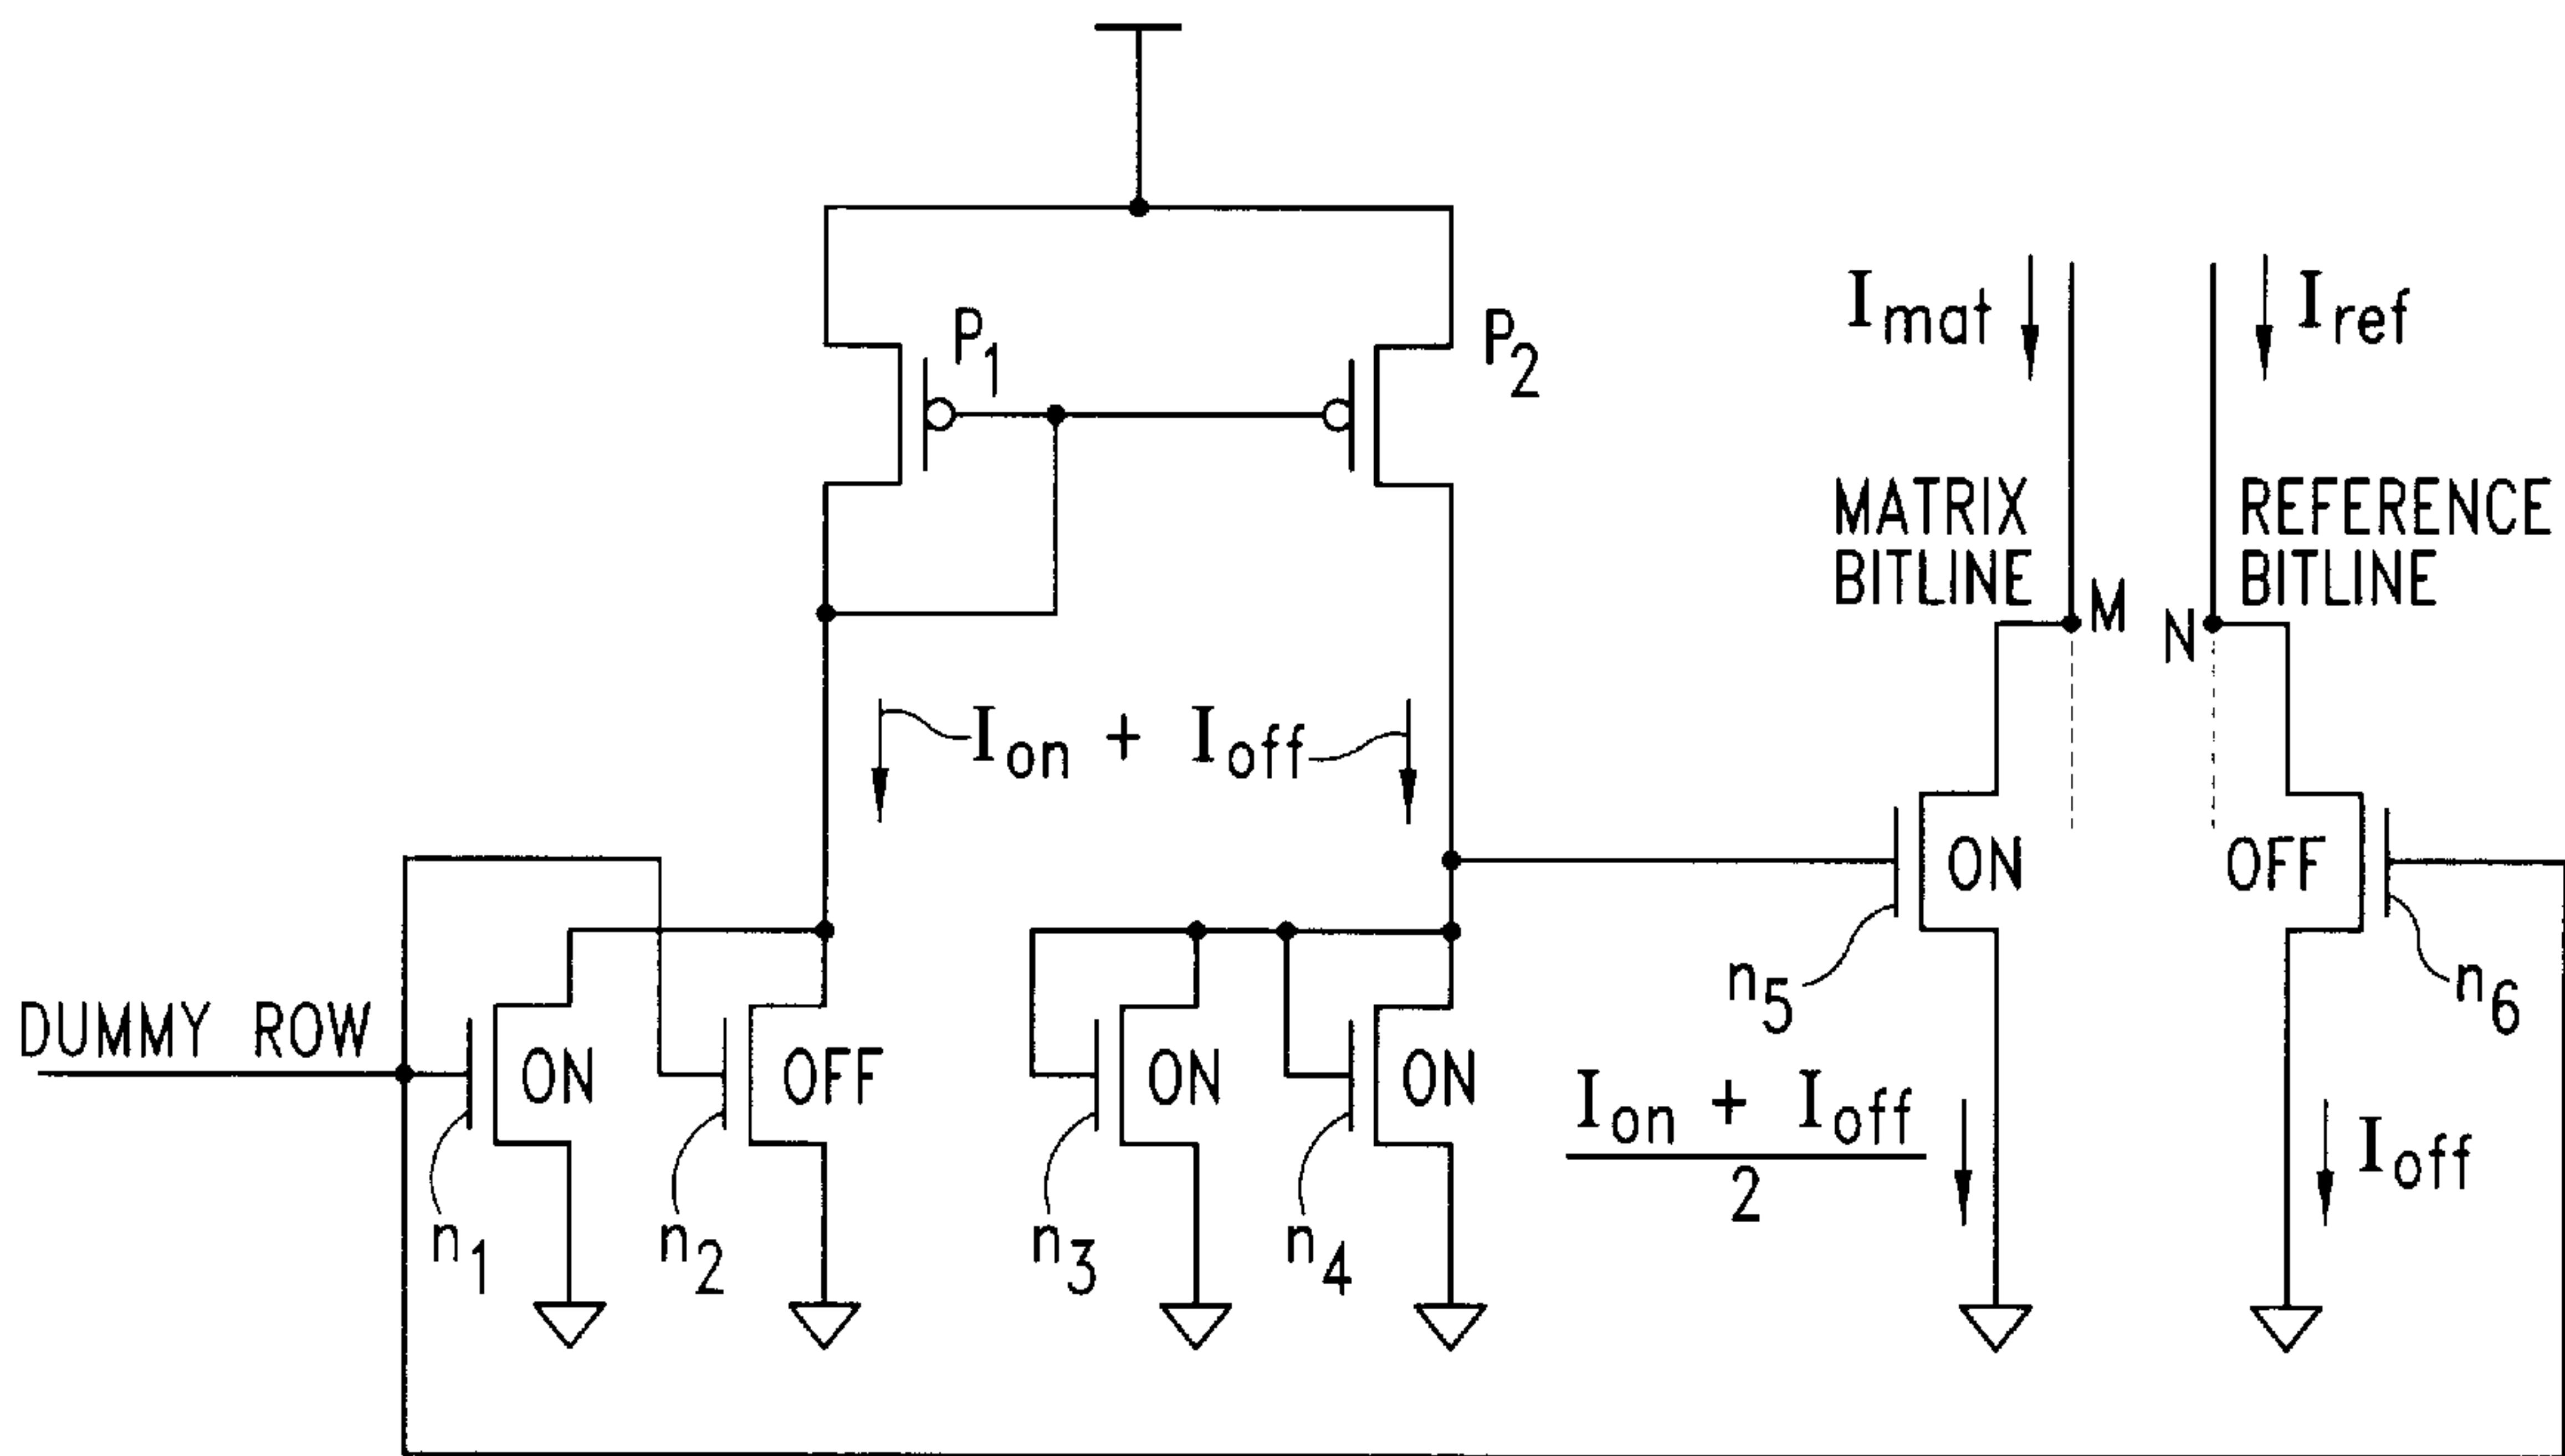 P1
P2
Imat
Iref
MATRIX
BITLINE
REFERENCE
BITLINE
M
N
Ion + Ioff
DUMMY ROW
ON
OFF
ON
ON
ON
OFF
n1
n2
n3
n4
n5
n6
Ion + Ioff
2
Ioff